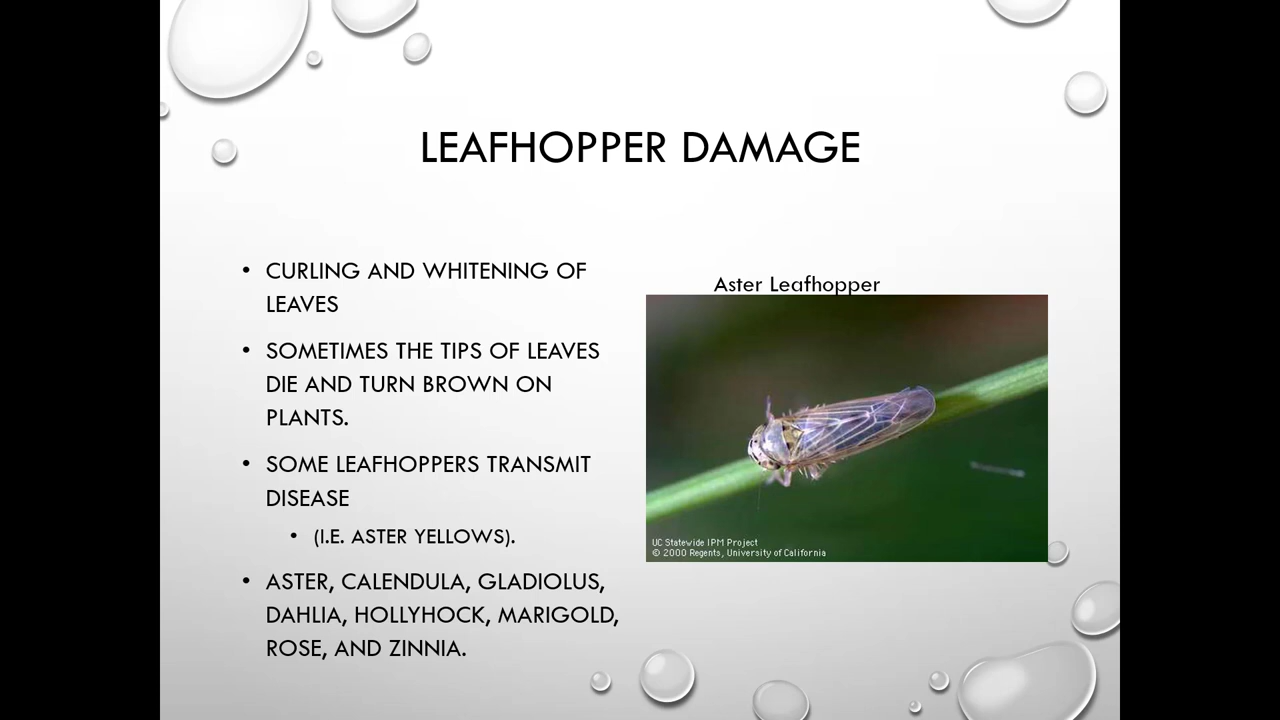 LEAFHOPPER DAMAGE
• CURLING AND WHITENING OF
LEAVES
• SOMETIMES THE TIPS OF LEAVES
DIE AND TURN BROWN ON
PLANTS.
• SOME LEAFHOPPERS TRANSMIT
DISEASE
• (I.E. ASTER YELLOWS).
• ASTER, CALENDULA, GLADIOLUS,
DAHLIA, HOLLYHOCK, MARIGOLD,
ROSE, AND ZINNIA.
Aster Leafhopper
UC Statewide IPM Project
© 2000 Regents, University of California